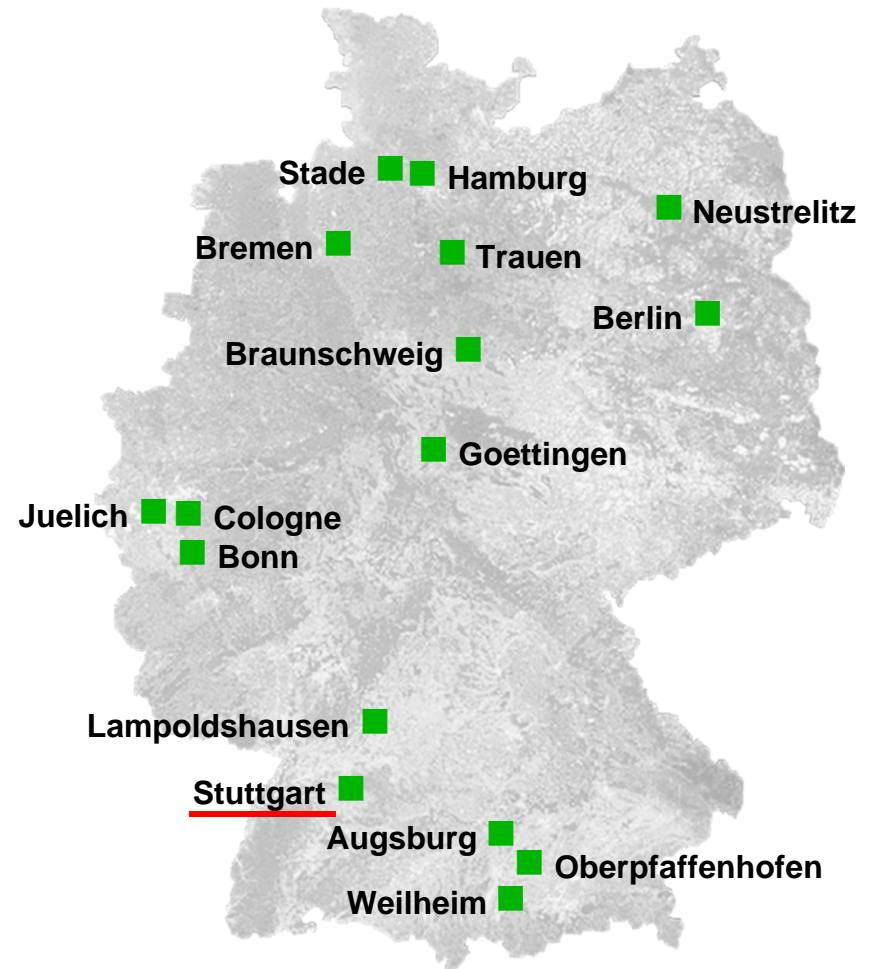 Stade
Hamburg
Neustrelitz
Bremen
Trauen
Berlin
Braunschweig
Goettingen
Juelich
Cologne
Bonn
Lampoldshausen
Stuttgart
Augsburg
Oberpfaffenhofen
Weilheim